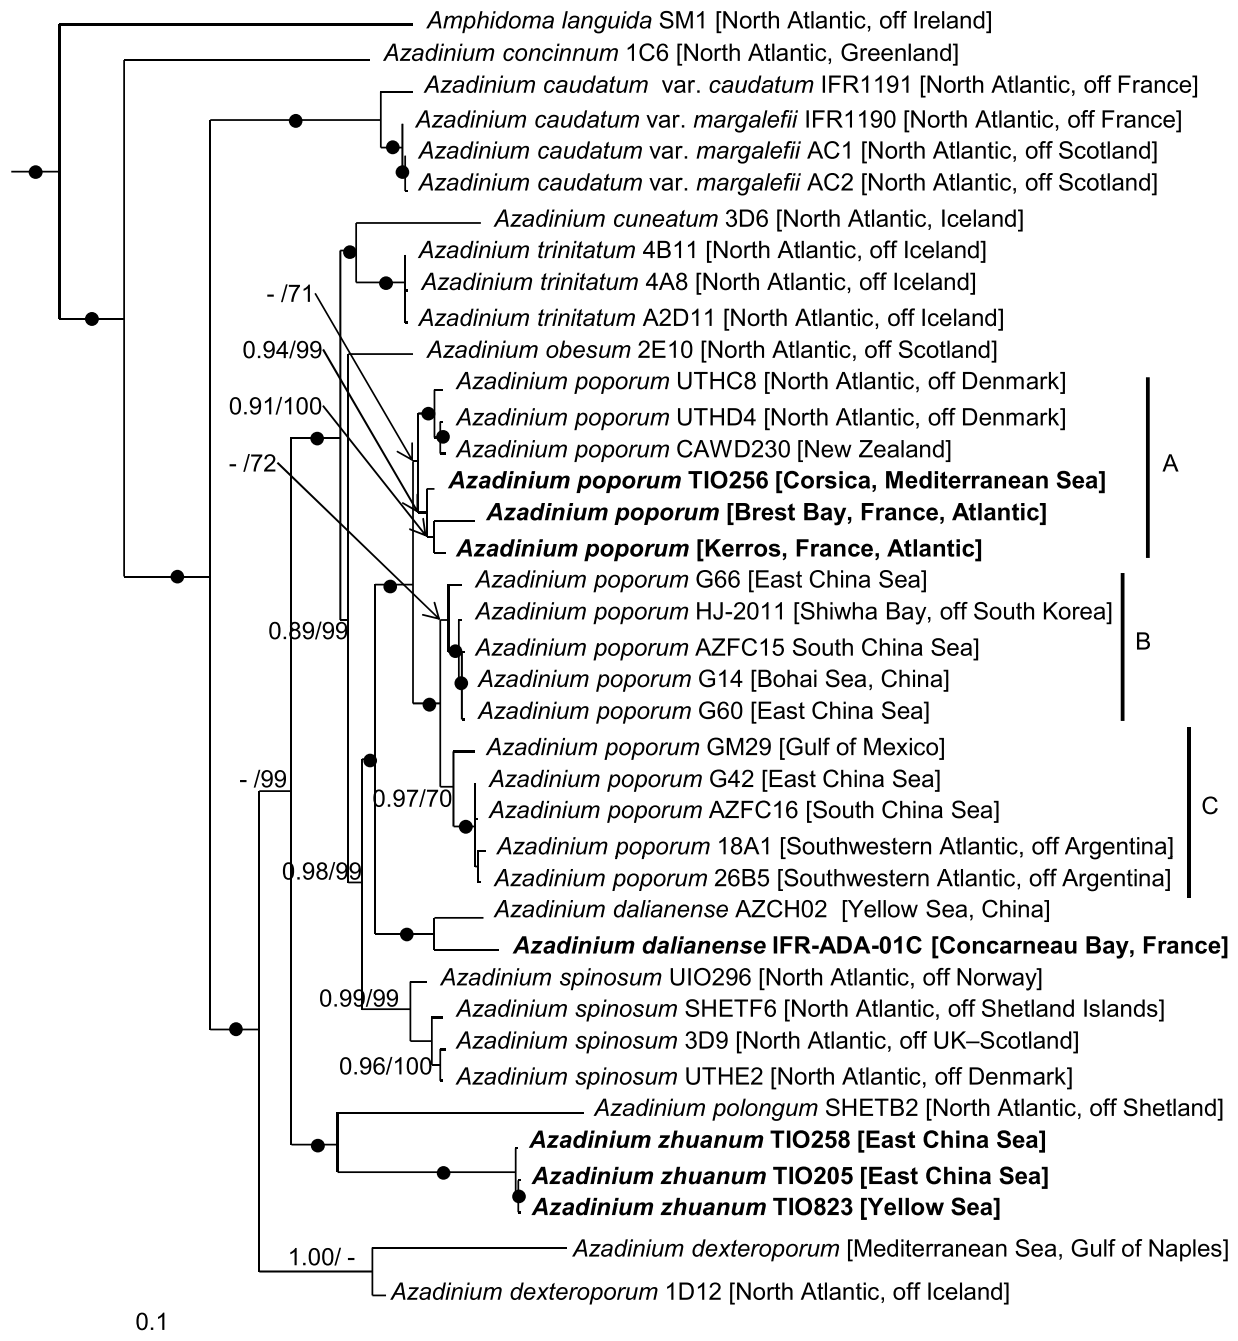 Amphidoma languida SM1 [North Atlantic, off Ireland]
Azadinium concinnum 1C6 [North Atlantic, Greenland]
Azadinium caudatum var. caudatum IFR1191 [North Atlantic, off France]
Azadinium caudatum var. margalefii IFR1190 [North Atlantic, off France]
Azadinium caudatum var. margalefii AC1 [North Atlantic, off Scotland]
Azadinium caudatum var. margalefii AC2 [North Atlantic, off Scotland]
Azadinium cuneatum 3D6 [North Atlantic, Iceland]
Azadinium trinitatum 4B11 [North Atlantic, off Iceland]
Azadinium trinitatum 4A8 [North Atlantic, off Iceland]
- /71
Azadinium trinitatum A2D11 [North Atlantic, off Iceland]
0.94/99
Azadinium obesum 2E10 [North Atlantic, off Scotland]
Azadinium poporum UTHC8 [North Atlantic, off Denmark]
0.91/100
Azadinium poporum UTHD4 [North Atlantic, off Denmark]
Azadinium poporum CAWD230 [New Zealand]
- /72
A
Azadinium poporum TIO256 [Corsica, Mediterranean Sea]
Azadinium poporum [Brest Bay, France, Atlantic]
Azadinium poporum [Kerros, France, Atlantic]
Azadinium poporum G66 [East China Sea]
Azadinium poporum HJ-2011 [Shiwha Bay, off South Korea]
0.89/99
B
Azadinium poporum AZFC15 South China Sea]
Azadinium poporum G14 [Bohai Sea, China]
Azadinium poporum G60 [East China Sea]
Azadinium poporum GM29 [Gulf of Mexico]
- /99
Azadinium poporum G42 [East China Sea]
0.97/70
Azadinium poporum AZFC16 [South China Sea]
C
Azadinium poporum 18A1 [Southwestern Atlantic, off Argentina]
0.98/99
Azadinium poporum 26B5 [Southwestern Atlantic, off Argentina]
Azadinium dalianense AZCH02 [Yellow Sea, China]
Azadinium dalianense IFR-ADA-01C [Concarneau Bay, France]
Azadinium spinosum UIO296 [North Atlantic, off Norway]
0.99/99
Azadinium spinosum SHETF6 [North Atlantic, off Shetland Islands]
Azadinium spinosum 3D9 [North Atlantic, off UK–Scotland]
0.96/100
Azadinium spinosum UTHE2 [North Atlantic, off Denmark]
Azadinium polongum SHETB2 [North Atlantic, off Shetland]
Azadinium zhuanum TIO258 [East China Sea]
Azadinium zhuanum TIO205 [East China Sea]
Azadinium zhuanum TIO823 [Yellow Sea]
Azadinium dexteroporum [Mediterranean Sea, Gulf of Naples]
1.00/ -
Azadinium dexteroporum 1D12 [North Atlantic, off Iceland]
0.1